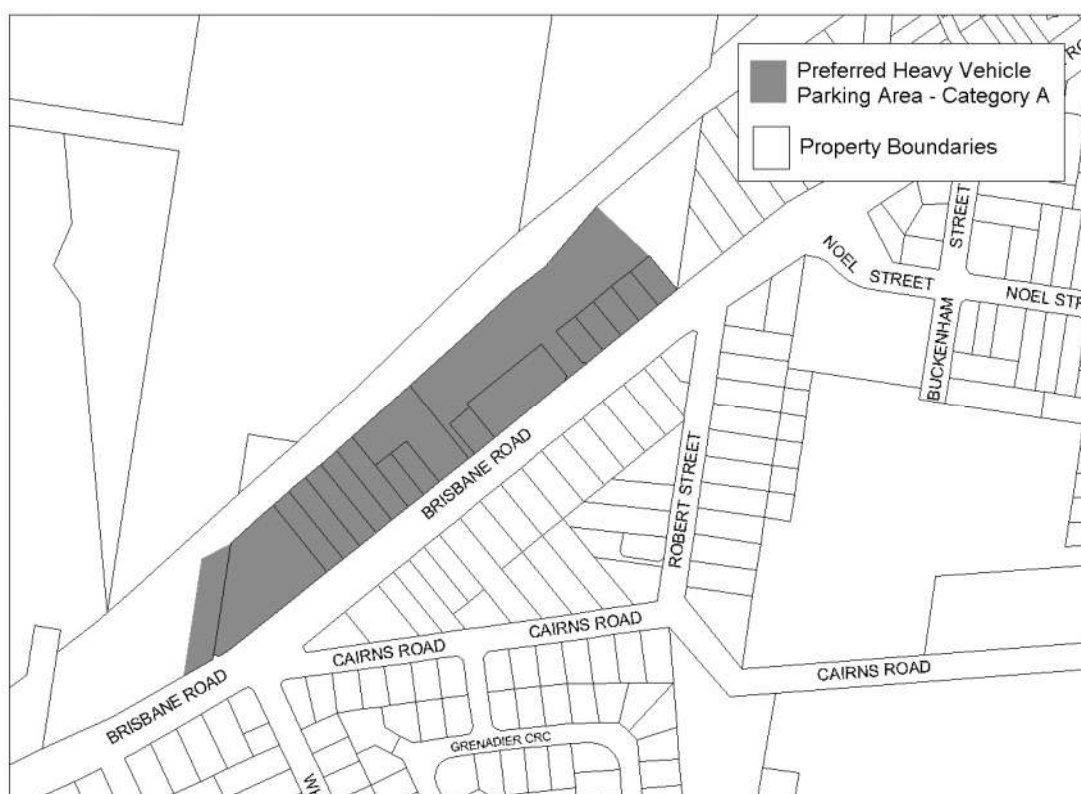 Preferred Heavy Vehicle
Parking Area - Category A
Property Boundaries
STREET
NOEL
STREET
NOEL
BUCKENHAM
BRISBANE ROAD
ROBERT STREET
CAIRNS ROAD
CAIRNS ROAD
CAIRNS ROAD
BRISBANE ROAD
GRENADIER CRC